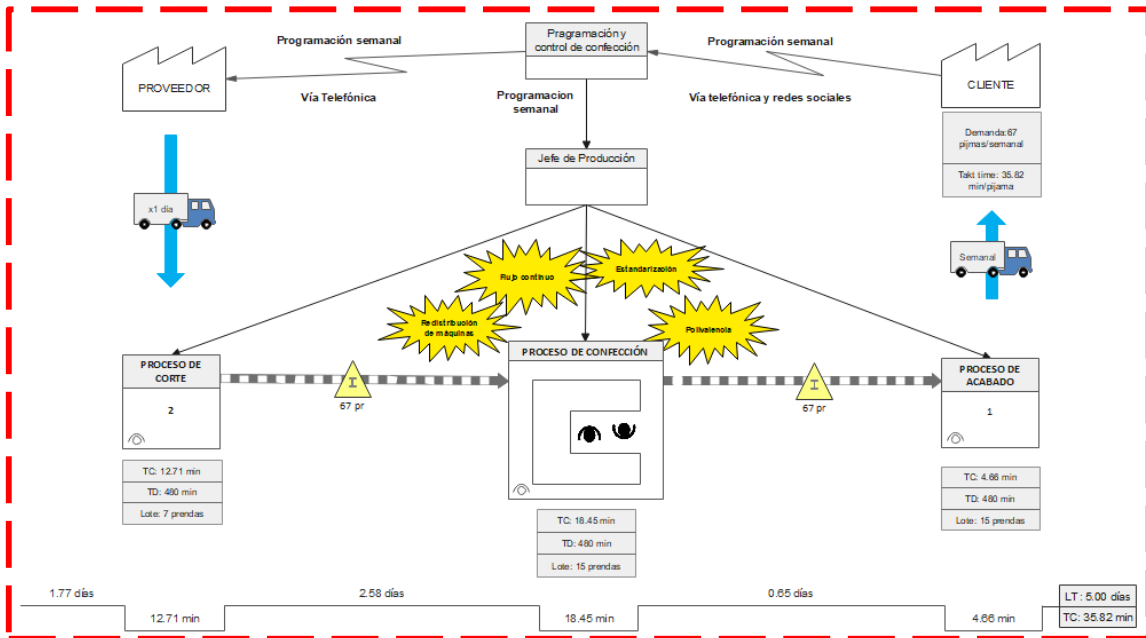 Programación y
control de confección
Programación semanal
Programación semanal
PROVEEDOR
CLIENTE
Vía Telefónica
Programacion
semanal
Vía telefónica y redes sociales
Demanda:67
pijmas/semanal
Takt time: 35.82
min/pijama
Jefe de Producción
x1 día
Semanal
Flujo contínuo
Estandarización
Redistribución
de máquinas
Polivalencia
PROCESO DE
CORTE
2
PROCESO DE CONFECCIÓN
PROCESO DE
ACABADO
1
I
67 pr
I
67 pr
TC: 12.71 min
TD: 480 min
Lote: 7 prendas
TC: 18.45 min
TD: 480 min
Lote: 15 prendas
TC: 4.66 min
TD: 480 min
Lote: 15 prendas
1.77 días
12.71 min
2.58 días
18.45 min
0.65 días
4.66 min
LT: 5.00 días
TC: 35.82 min